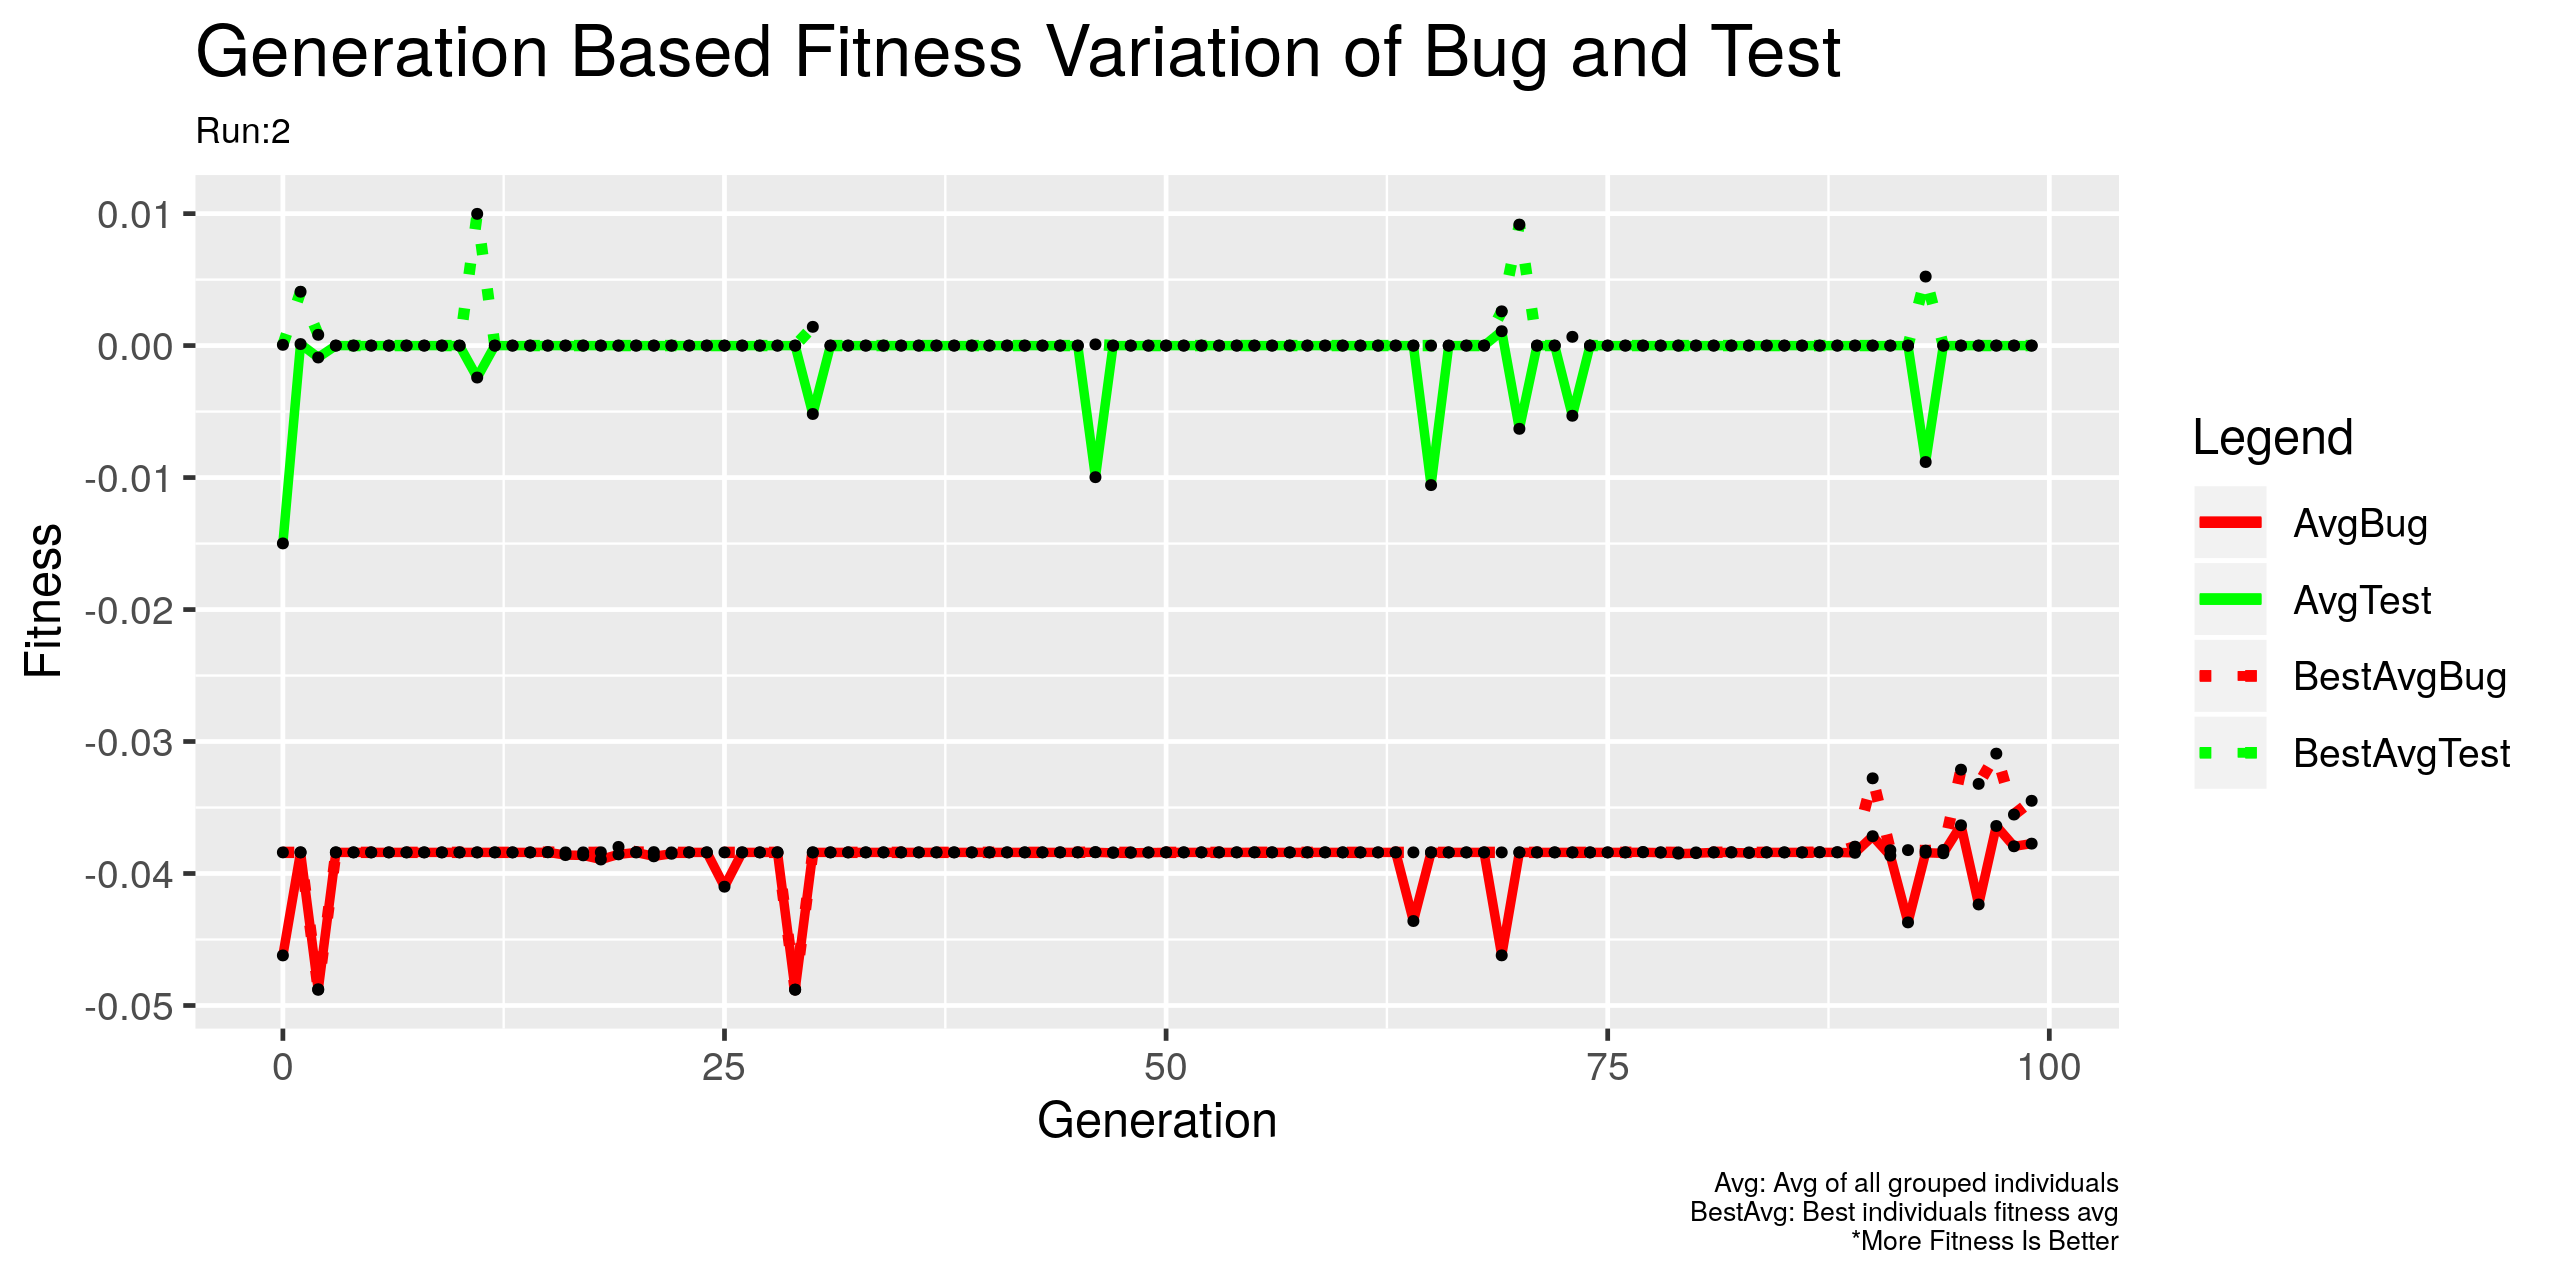 Generation Based Fitness Variation of Bug and Test
Run:2
0.01
0.00
-0.01
-0.02
-0.03
-0.04
-0.05
Fitness
0 25 50 75 100
Generation
Legend
AvgBug
AvgTest
BestAvgBug
BestAvgTest
Avg: Avg of all grouped individuals
BestAvg: Best individuals fitness avg
*More Fitness Is Better